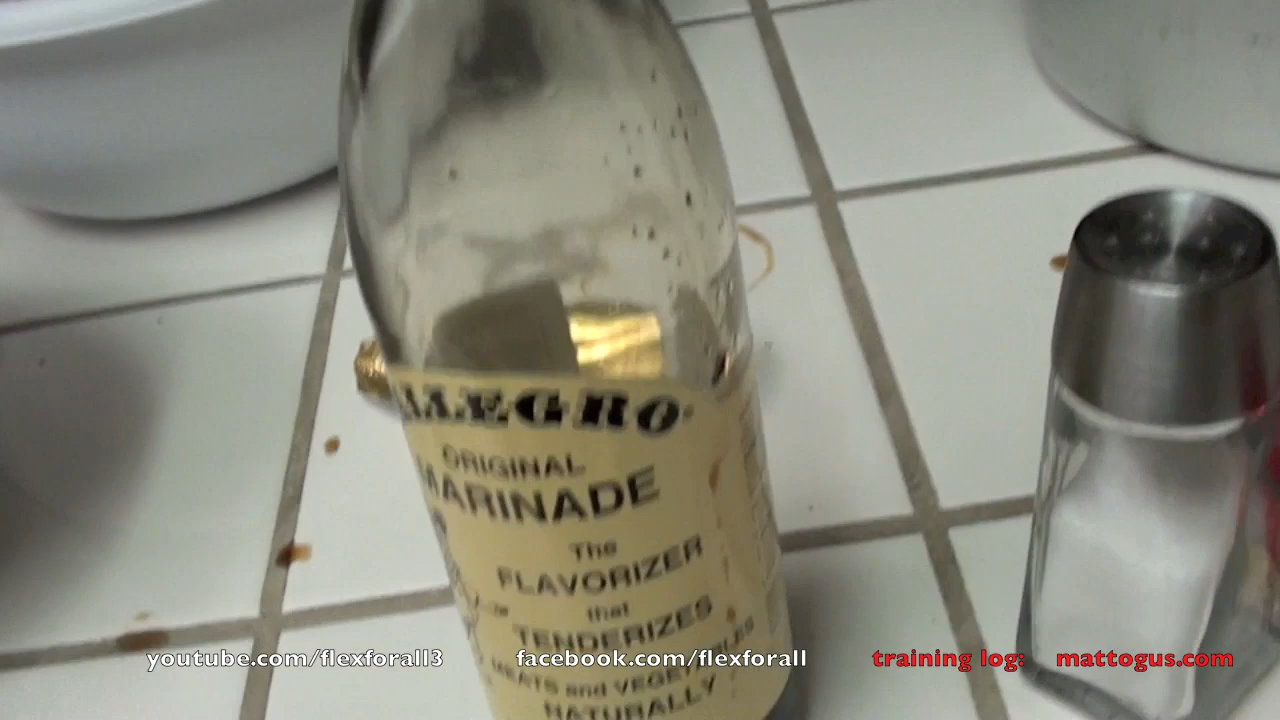 ALLEGRO
ORIGINAL
MARINADE
The
FLAVORIZER
that
TENDERIZES
MEATS and VEGETABLES
NATURALLY
youtube.com/flexforall3 facebook.com/flexforall training log: mattogus.com